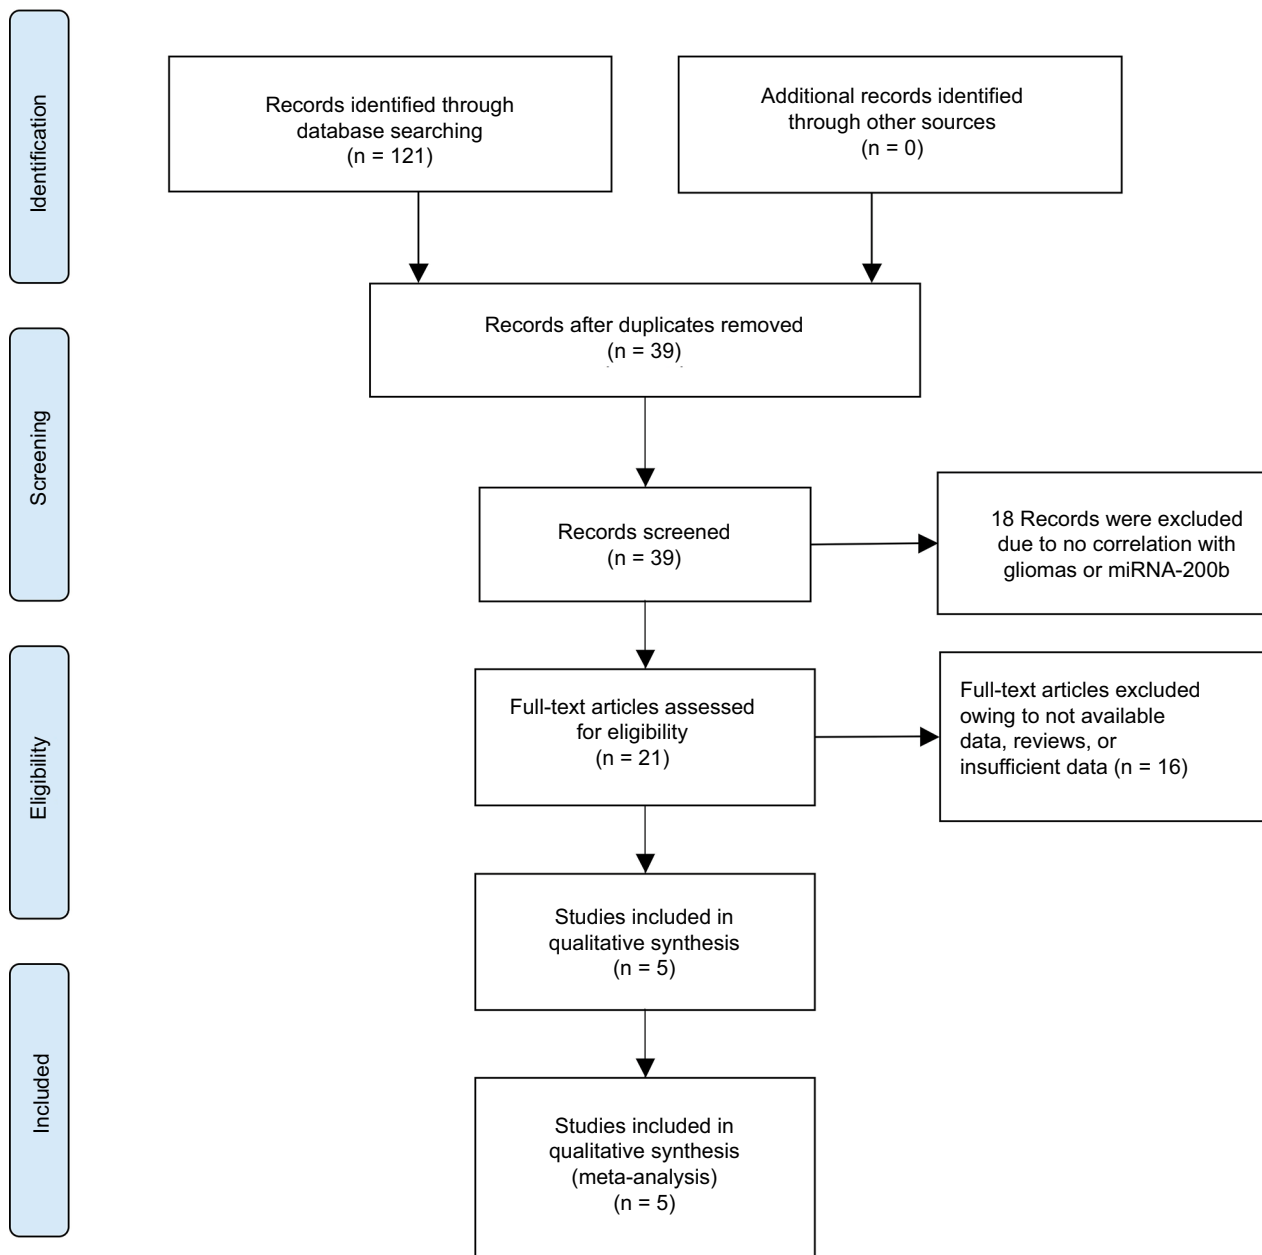 Identification
Records identified through
database searching
(n = 121)
Additional records identified
through other sources
(n = 0)
Records after duplicates removed
(n = 39)
Screening
Records screened
(n = 39)
18 Records were excluded
due to no correlation with
gliomas or miRNA-200b
Eligibility
Full-text articles assessed
for eligibility
(n = 21)
Full-text articles excluded
owing to not available
data, reviews, or
insufficient data (n = 16)
Studies included in
qualitative synthesis
(n = 5)
Included
Studies included in
qualitative synthesis
(meta-analysis)
(n = 5)